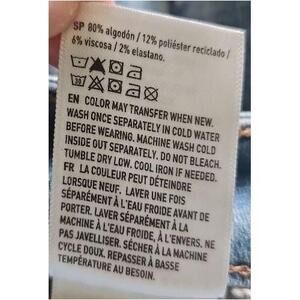 SP 80% algodón / 12% poliéster reciclado /
6% viscosa / 2% elastano.
EN COLOR MAY TRANSFER WHEN NEW.
WASH ONCE SEPARATELY IN COLD WATER
BEFORE WEARING. MACHINE WASH COLD
INSIDE OUT SEPARATELY. DO NOT BLEACH.
TUMBLE DRY LOW. COOL IRON IF NEEDED.
FR LA COULEUR PEUT DÉTEINDRE
LORSQUE NEUF. LAVER UNE FOIS
SÉPARÉMENT À L'EAU FROIDE AVANT DE
PORTER. LAVER SÉPARÉMENT À LA
MACHINE À L'EAU FROIDE, À L'ENVERS. NE
PAS JAVELLISER. SÉCHER À LA MACHINE
CYCLE DOUX. REPASSER À BASSE
TEMPÉRATURE AU BESOIN.